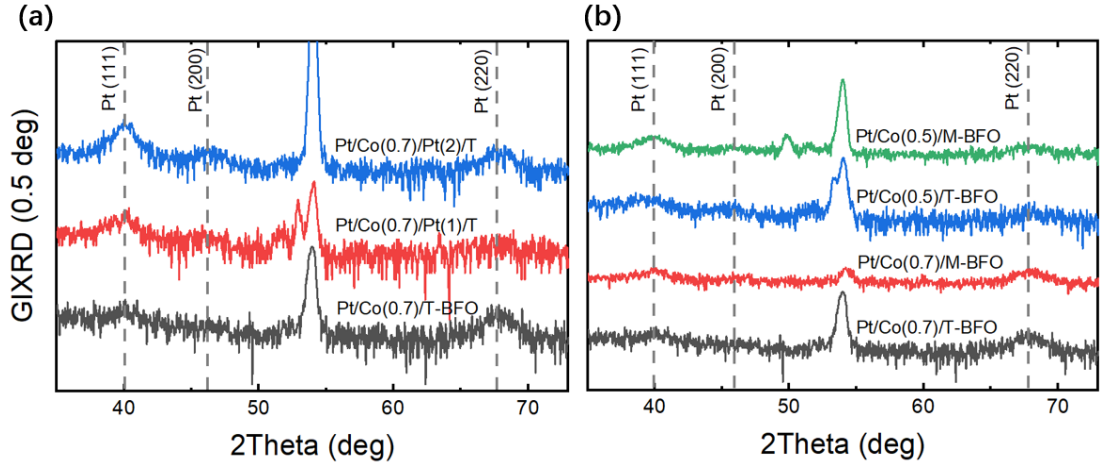 (a)
Pt (111)
Pt (200)
Pt (220)
Pt/Co(0.7)/Pt(2)/T
Pt/Co(0.7)/Pt(1)/T
Pt/Co(0.7)/T-BFO
GIXRD (0.5 deg)
40
50
60
70
2Theta (deg)
(b)
Pt (111)
Pt (200)
Pt (220)
Pt/Co(0.5)/M-BFO
Pt/Co(0.5)/T-BFO
Pt/Co(0.7)/M-BFO
Pt/Co(0.7)/T-BFO
40
50
60
70
2Theta (deg)